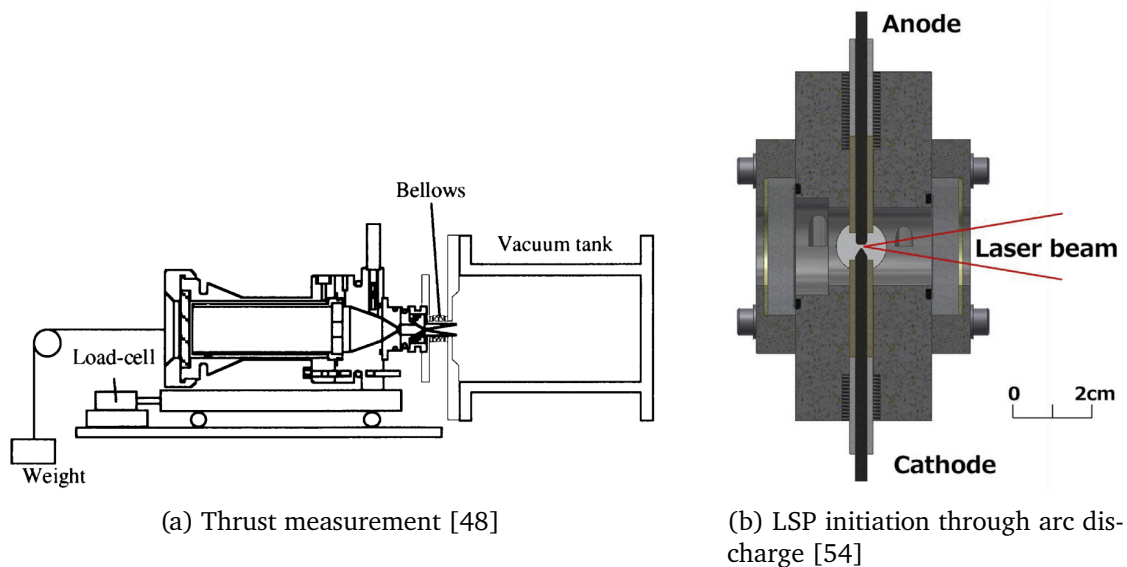 Bellows
Vacuum tank
Load-cell
Weight
(a) Thrust measurement [48]
Anode
Laser beam
0 2cm
Cathode
(b) LSP initiation through arc dis-
charge [54]